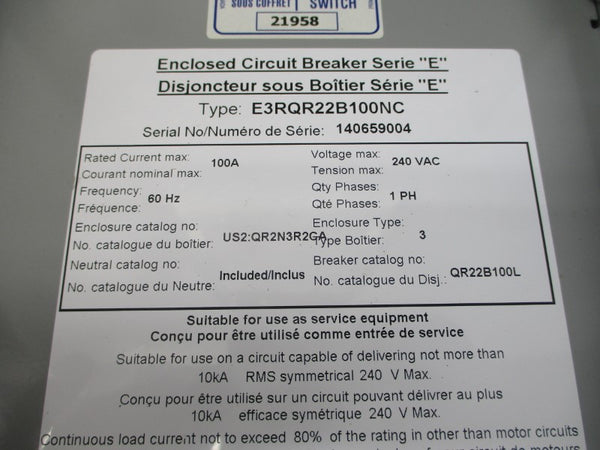 SOUS COFFRET SWITCH
21958
Enclosed Circuit Breaker Serie "E"
Disjoncteur sous Boîtier Série "E"
Type: E3RQR22B100NC
Serial No/Numéro de Série: 140659004
Rated Current max: 100A
Courant nominal max:
Voltage max: 240 VAC
Tension max:
Frequency: 60 Hz
Fréquence:
Qty Phases: 1 PH
Qté Phases:
Enclosure catalog no: US2:QR2N3R2GA
No. catalogue du boîtier:
Enclosure Type: 3
Type Boîtier:
Neutral catalog no: Included/Inclus
No. catalogue du Neutre:
Breaker catalog no: QR22B100L
No. catalogue du Disj.:
Suitable for use as service equipment
Conçu pour être utilisé comme entrée de service
Suitable for use on a circuit capable of delivering not more than
10kA RMS symmetrical 240 V Max.
Conçu pour être utilisé sur un circuit pouvant délivrer au plus
10kA efficace symétrique 240 V Max.
Continuous load current not to exceed 80% of the rating in other than motor circuits
circuit de moteurs